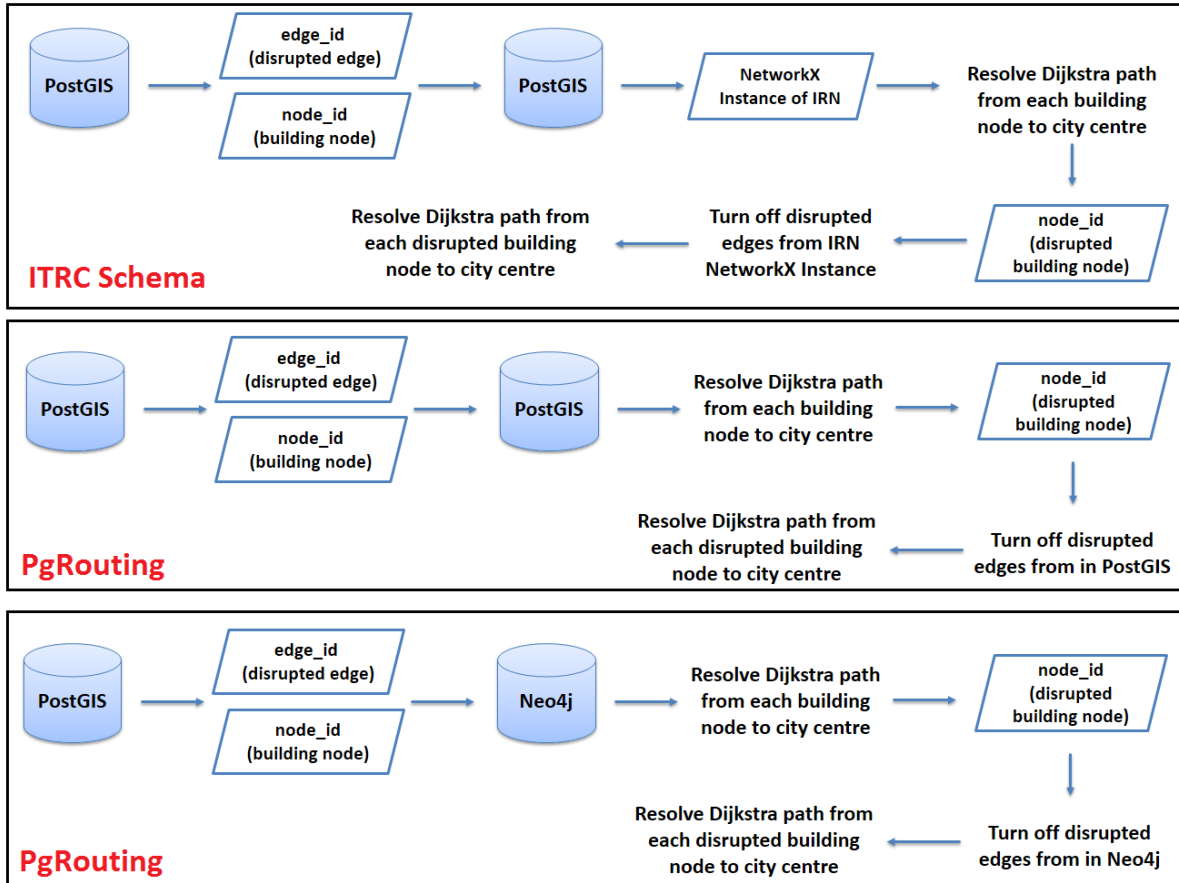 PostGIS
edge_id
(disrupted edge)
node_id
(building node)
PostGIS
NetworkX
Instance of IRN
Resolve Dijkstra path
from each building
node to city centre
node_id
(disrupted
building node)
Turn off disrupted
edges from IRN
NetworkX Instance
Resolve Dijkstra path from
each disrupted building
node to city centre
ITRC Schema
PostGIS
edge_id
(disrupted edge)
node_id
(building node)
PostGIS
Resolve Dijkstra path
from each building
node to city centre
node_id
(disrupted
building node)
Turn off disrupted
edges from in PostGIS
Resolve Dijkstra path from
each disrupted building
node to city centre
PgRouting
PostGIS
edge_id
(disrupted edge)
node_id
(building node)
Neo4j
Resolve Dijkstra path
from each building
node to city centre
node_id
(disrupted
building node)
Turn off disrupted
edges from in Neo4j
Resolve Dijkstra path from
each disrupted building
node to city centre
PgRouting